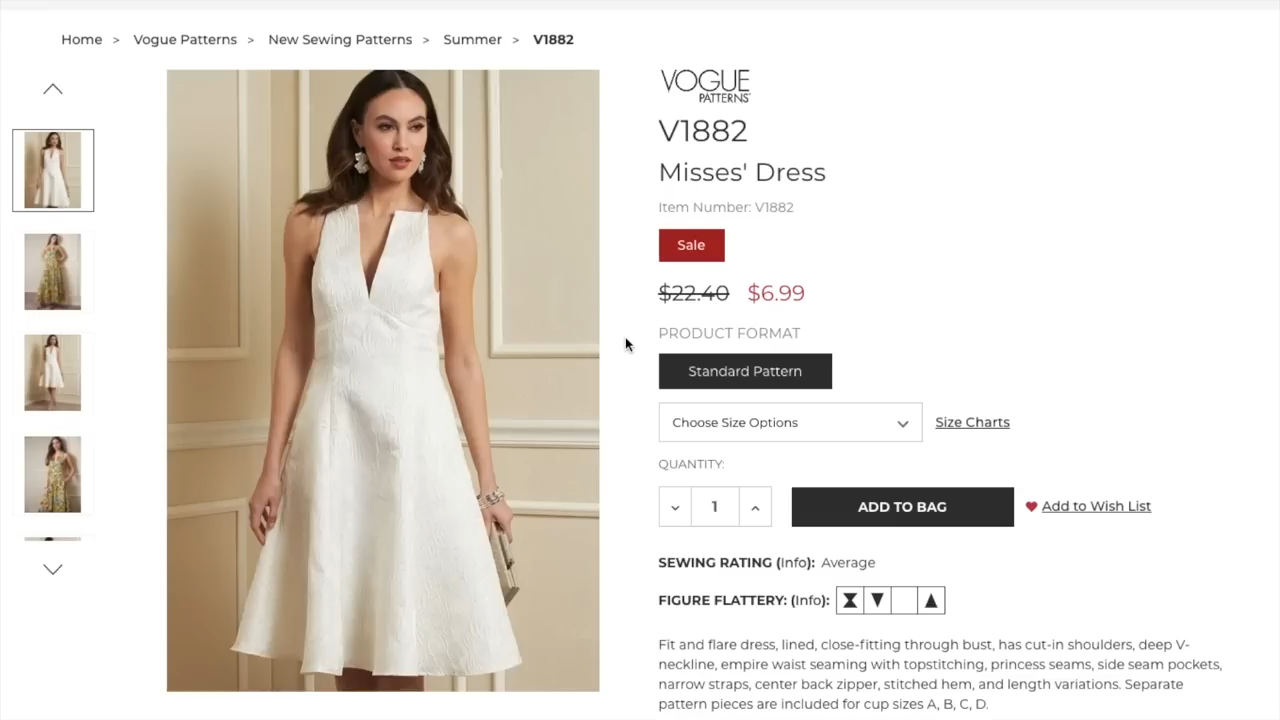 Home > Vogue Patterns > New Sewing Patterns > Summer > V1882
VOGUE
PATTERNS
V1882
Misses' Dress
Item Number: V1882
Sale
$22.40 $6.99
PRODUCT FORMAT
Standard Pattern
Choose Size Options
Size Charts
QUANTITY:
1
ADD TO BAG
Add to Wish List
SEWING RATING (Info): Average
FIGURE FLATTERY: (Info):
Fit and flare dress, lined, close-fitting through bust, has cut-in shoulders, deep V-
neckline, empire waist seaming with topstitching, princess seams, side seam pockets,
narrow straps, center back zipper, stitched hem, and length variations. Separate
pattern pieces are included for cup sizes A, B, C, D.